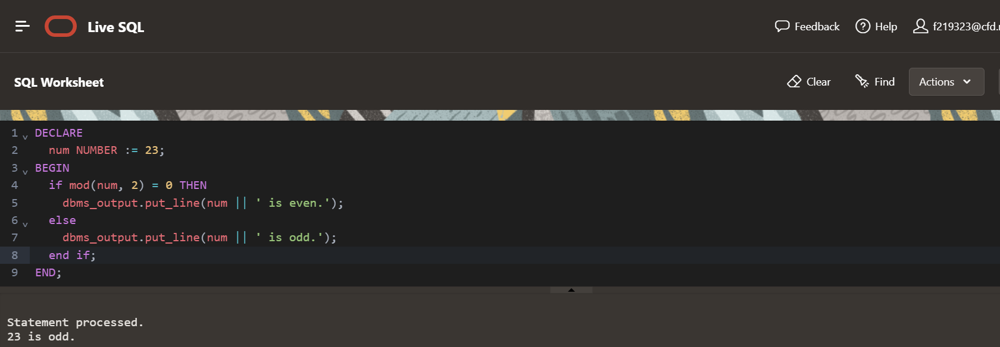 Live SQL
Feedback Help f219323@cfd.
SQL Worksheet
Clear Find Actions
1 DECLARE
2 num NUMBER := 23;
3 BEGIN
4 if mod(num, 2) = 0 THEN
5 dbms_output.put_line(num || ' is even.');
6 else
7 dbms_output.put_line(num || ' is odd.');
8 end if;
9 END;
Statement processed.
23 is odd.